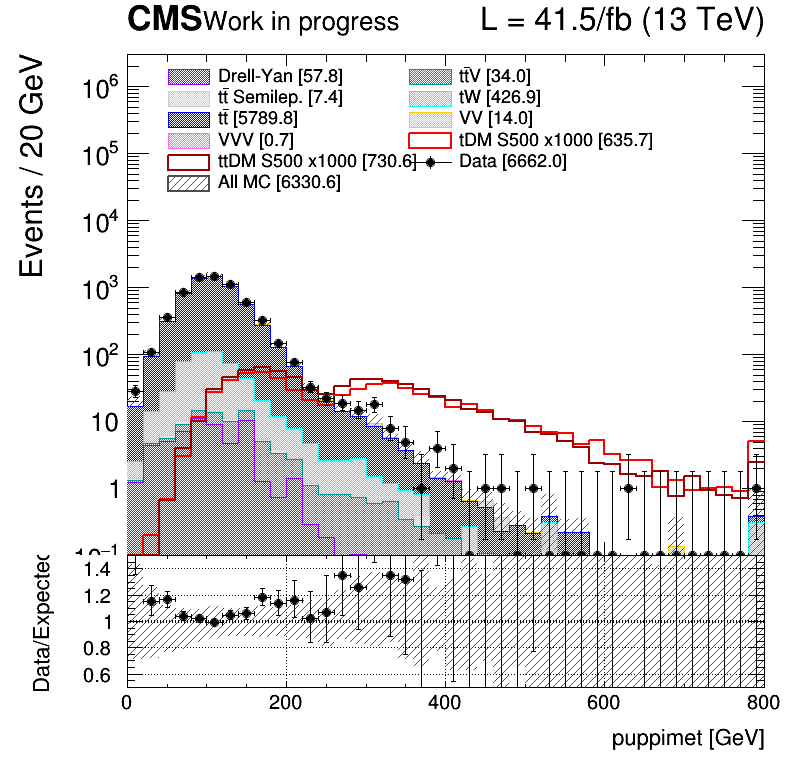 CMS Work in progress L = 41.5/fb (13 TeV)
Events / 20 GeV
Drell-Yan [57.8] tt̄V [34.0]
tt̄ Semilep. [7.4] tW [426.9]
tt̄ [5789.8] VV [14.0]
VVV [0.7] tDM S500 x1000 [635.7]
ttDM S500 x1000 [730.6] Data [6662.0]
All MC [6330.6]
10⁶
10⁵
10⁴
10³
10²
10
1
10⁻¹
Data/Expected
1.4
1.2
1
0.8
0.6
0 200 400 600 800
puppimet [GeV]